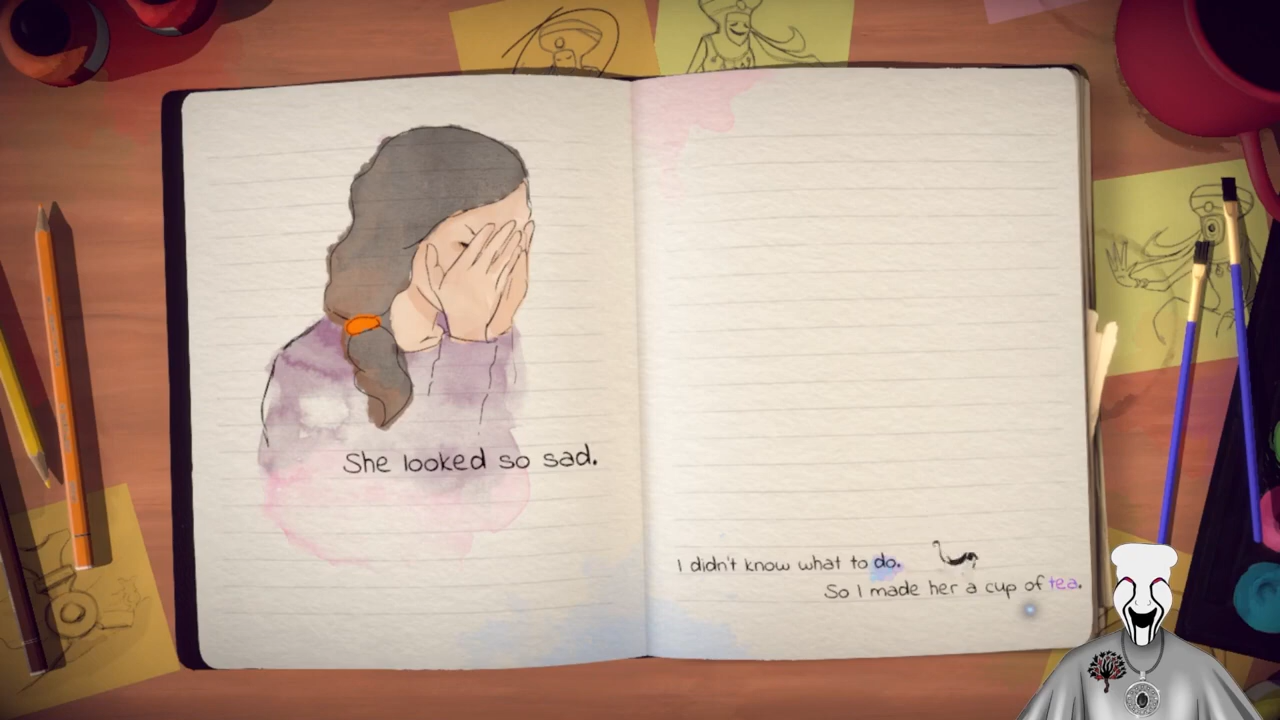 She looked so sad.
I didn't know what to do.
So I made her a cup of tea.